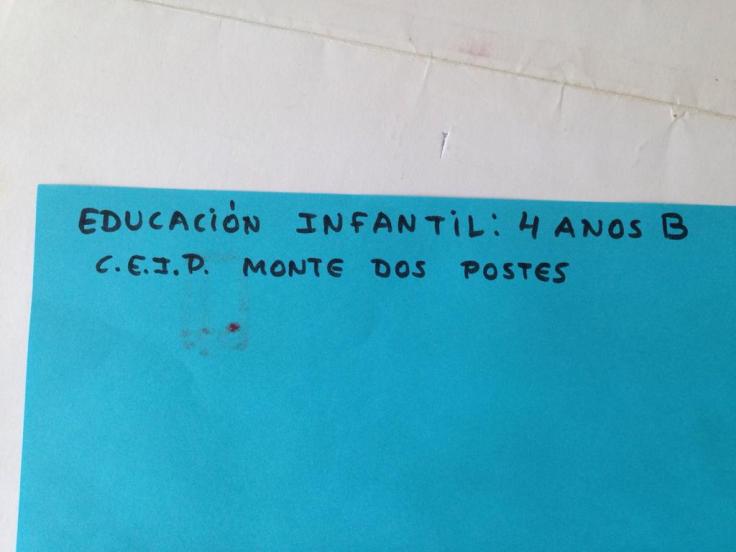 EDUCACIÓN INFANTIL: 4 ANOS B
C.E.I.P. MONTE DOS POSTES